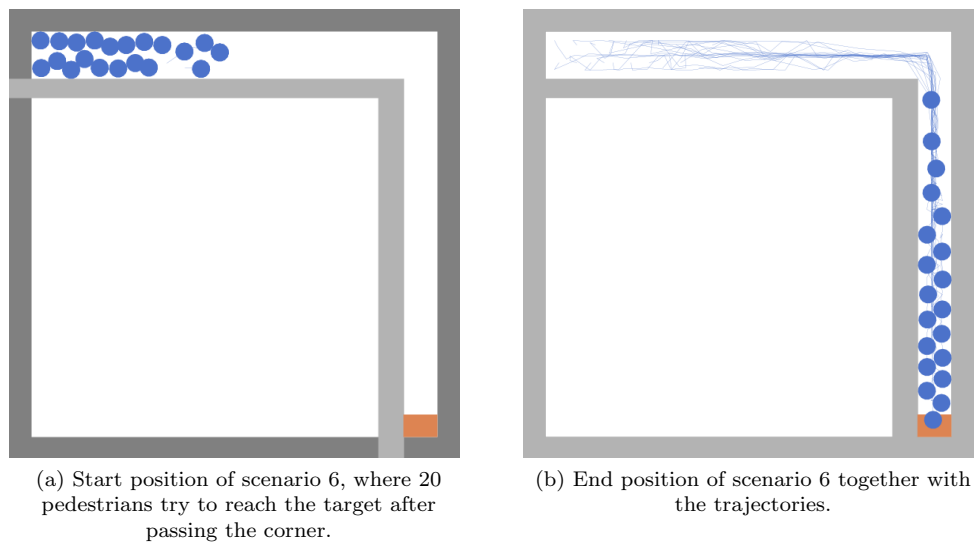 (a) Start position of scenario 6, where 20
pedestrians try to reach the target after
passing the corner.
(b) End position of scenario 6 together with
the trajectories.